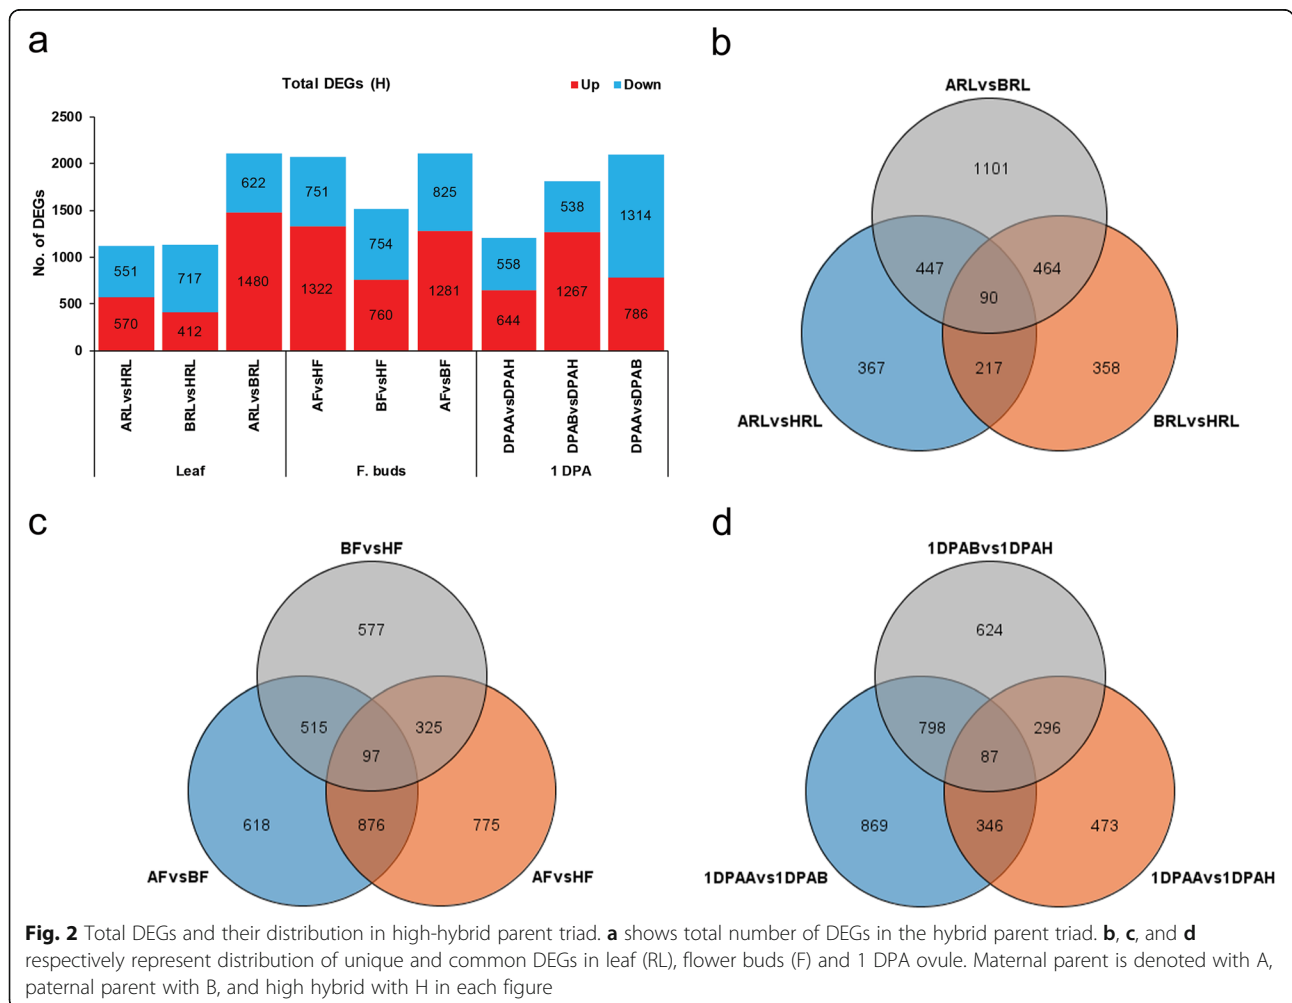 a
Total DEGs (H)
Up Down
No. of DEGs
2500
2000
1500
1000
500
0
551 717 622 751 754 825 558 538 1314
570 412 1480 1322 760 1281 644 1267 786
ARLvsHRL
BRLvsHRL
ARLvsBRL
AFvsHF
BFvsHF
AFvsBF
DPAAvsDPAH
DPABvsDPAH
DPAAvsDPAB
Leaf F. buds 1 DPA
b
ARLvsBRL
1101
447 464
90
367 217 358
ARLvsHRL BRLvsHRL
c
BFvsHF
577
515 325
97
618 876 775
AFvsBF AFvsHF
d
1DPABvs1DPAH
624
798 296
87
869 346 473
1DPAAvs1DPAB 1DPAAvs1DPAH
Fig. 2 Total DEGs and their distribution in high-hybrid parent triad. a shows total number of DEGs in the hybrid parent triad. b, c, and d
respectively represent distribution of unique and common DEGs in leaf (RL), flower buds (F) and 1 DPA ovule. Maternal parent is denoted with A,
paternal parent with B, and high hybrid with H in each figure